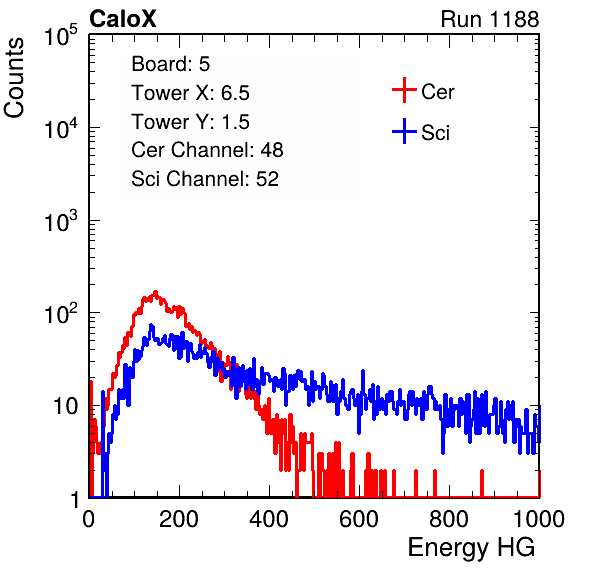 CaloX Run 1188
Counts
Board: 5
Tower X: 6.5
Tower Y: 1.5
Cer Channel: 48
Sci Channel: 52
Cer
Sci
10^5
10^4
10^3
10^2
10
1
0 200 400 600 800 1000
Energy HG